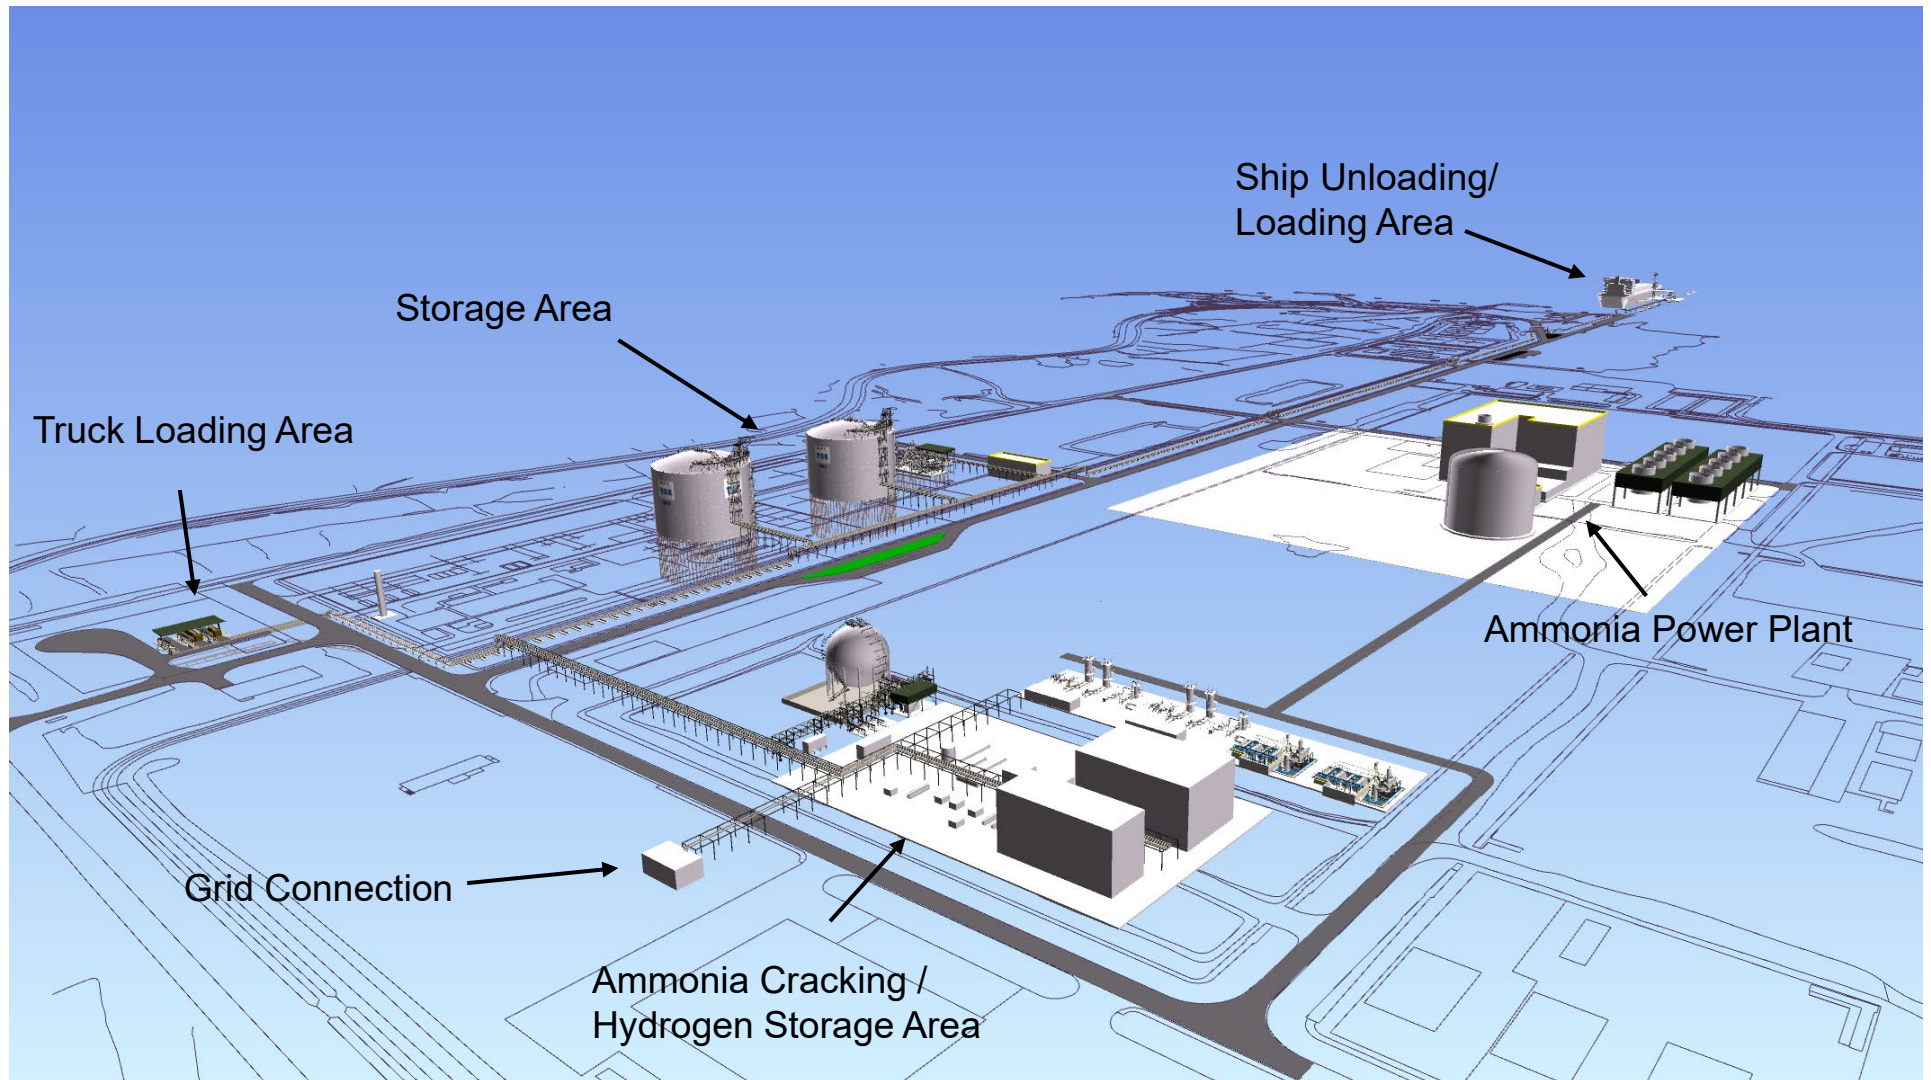 Ship Unloading/
Loading Area
Storage Area
Truck Loading Area
Ammonia Power Plant
Grid Connection
Ammonia Cracking /
Hydrogen Storage Area